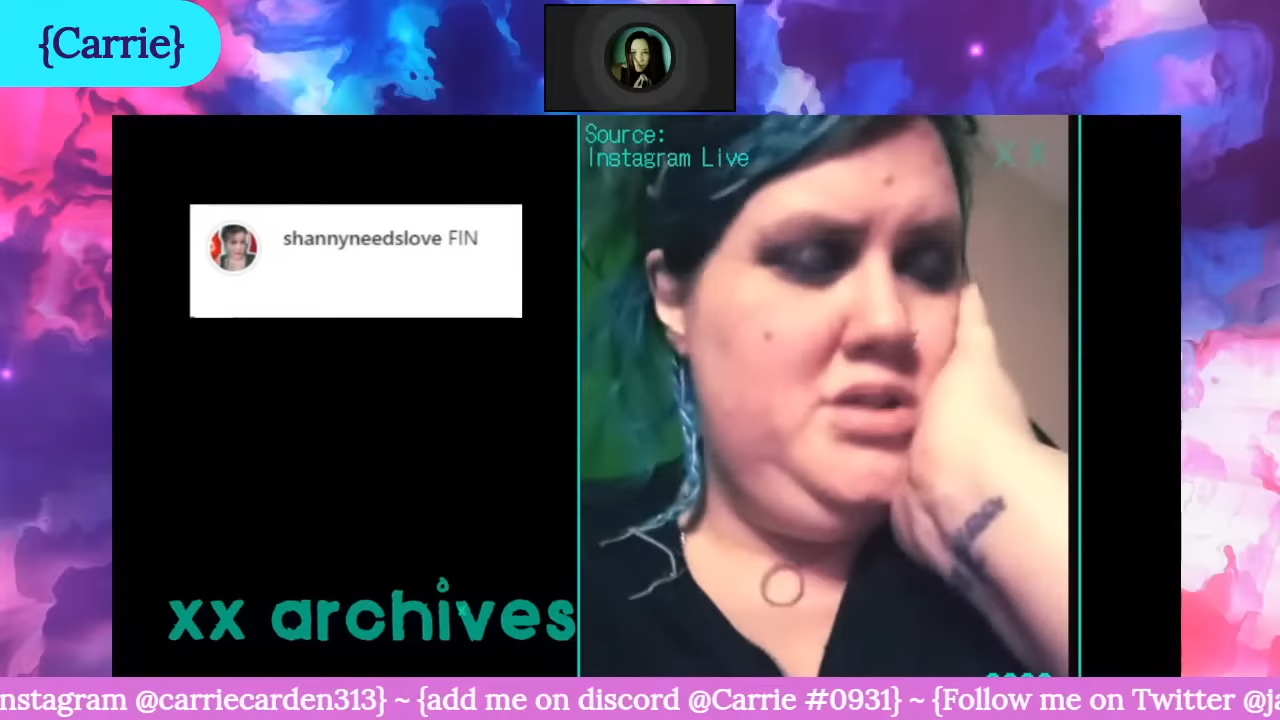 {Carrie}
Source:
Instagram Live
X X
shannyneedslove FIN
xx archives
nstagram @carriecarden313} ~ {add me on discord @Carrie #0931} ~ {Follow me on Twitter @ja